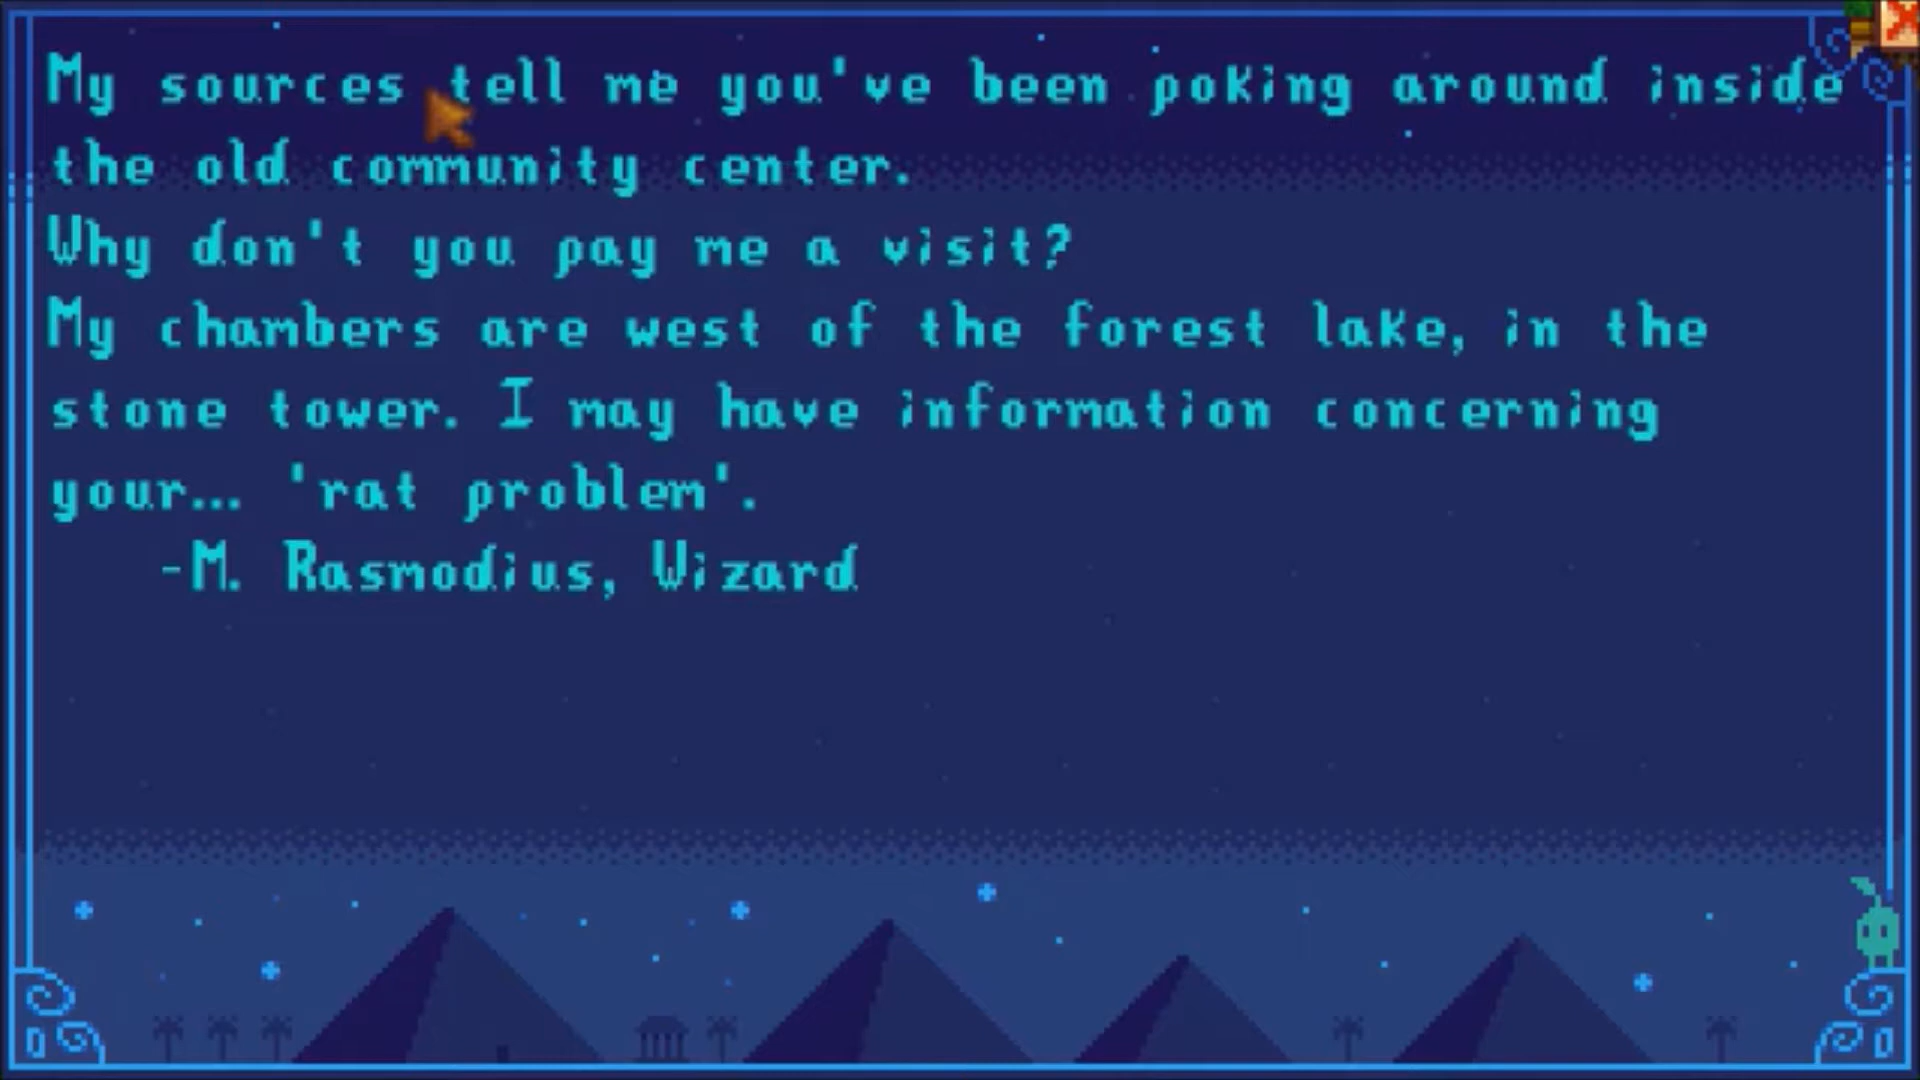 My sources tell me you've been poking around inside
the old community center.
Why don't you pay me a visit?
My chambers are west of the forest lake, in the
stone tower. I may have information concerning
your... 'rat problem'.
-M. Rasmodius, Wizard